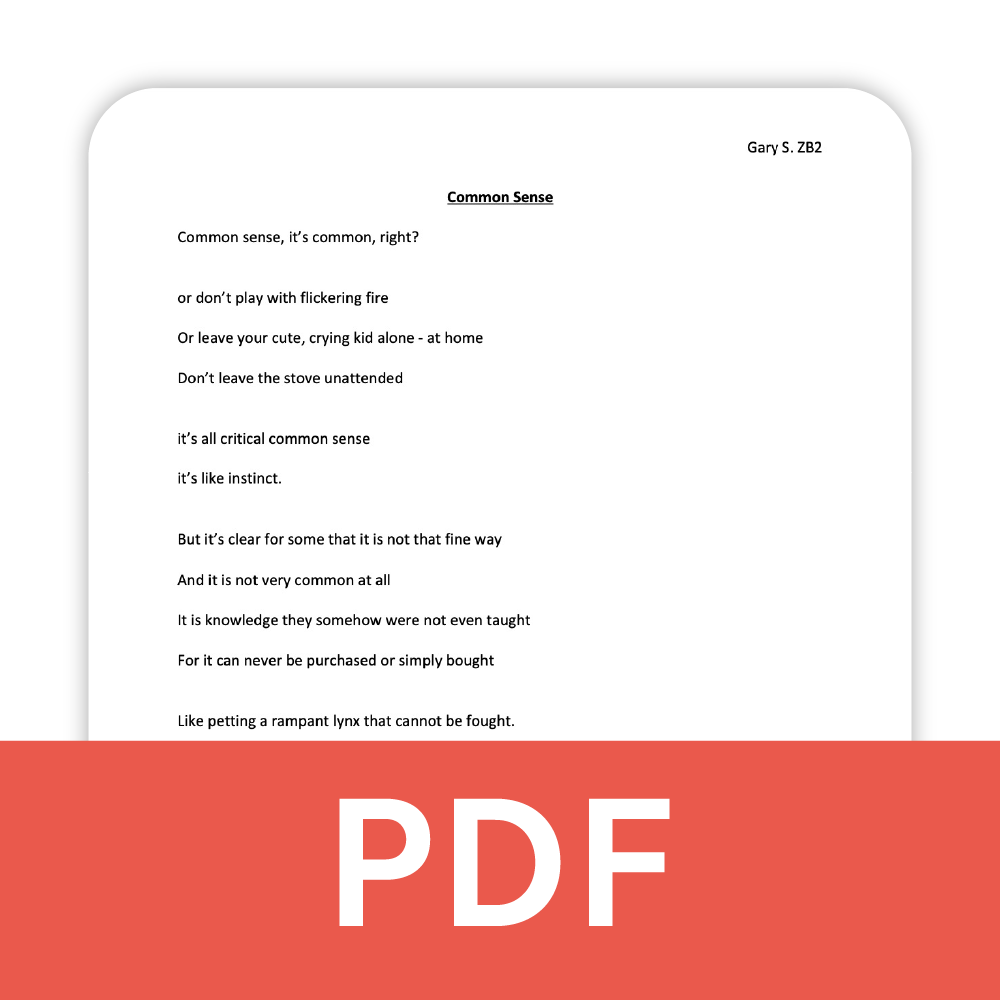 Gary S. ZB2
Common Sense
Common sense, it’s common, right?
or don’t play with flickering fire
Or leave your cute, crying kid alone - at home
Don’t leave the stove unattended
it’s all critical common sense
it’s like instinct.
But it’s clear for some that it is not that fine way
And it is not very common at all
It is knowledge they somehow were not even taught
For it can never be purchased or simply bought
Like petting a rampant lynx that cannot be fought.
PDF